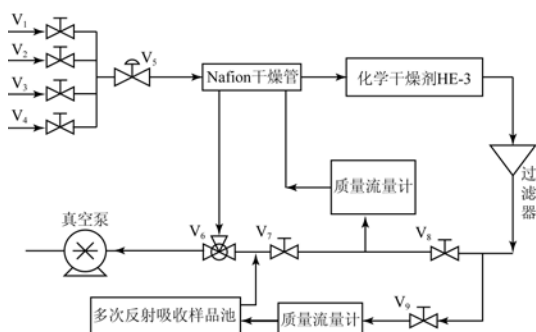 V₁
V₂
V₃
V₄
V₅
Nafion干燥管
化学干燥剂HE-3
过滤器
质量流量计
真空泵
V₆
V₇
V₈
V₉
多次反射吸收样品池
质量流量计